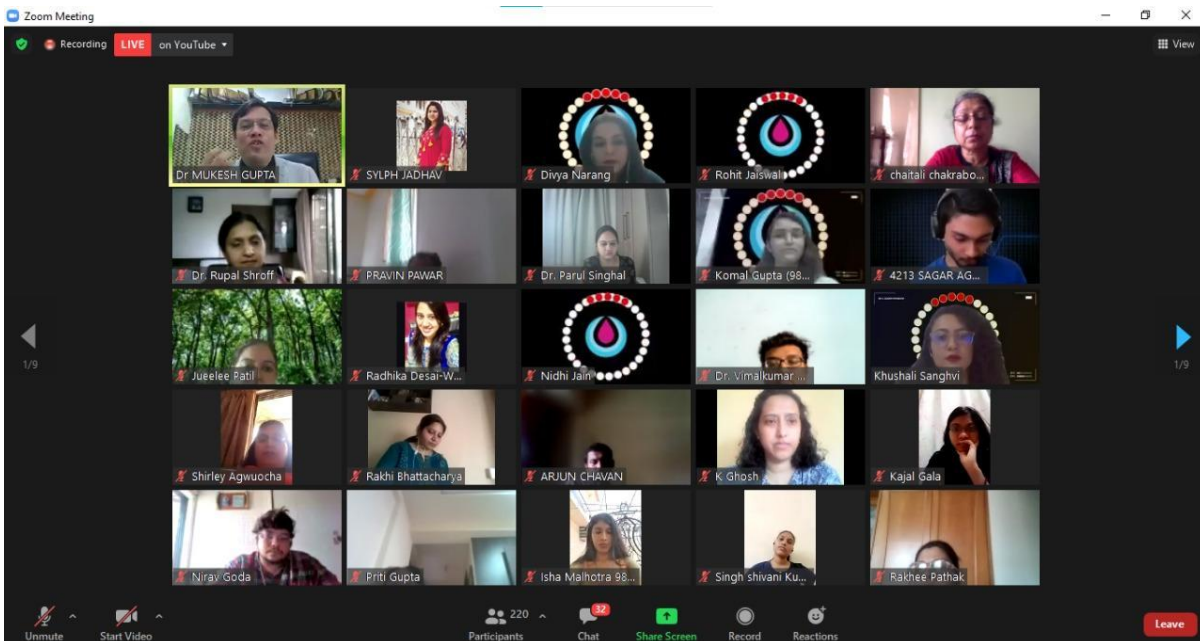 Zoom Meeting
Recording LIVE on YouTube View
Dr MUKESH GUPTA
SYLPH JADHAV
Divya Narang
Rohit Jaiswal
chaitali chakrabo...
Dr. Rupal Shroff
PRAVIN PAWAR
Dr. Parul Singhal
Komal Gupta (98...
4213 SAGAR AG...
Jueelee Patil
Radhika Desai-W...
Nidhi Jain
Dr. Vimalkumar ...
Khushali Sanghvi
1/9
1/9
Shirley Agwuocha
Rakhi Bhattacharya
ARJUN CHAVAN
K Ghosh
Kajal Gala
Nirav Goda
Priti Gupta
Isha Malhotra 98...
Singh shivani Ku...
Rakhee Pathak
220
32
Unmute
Start Video
Participants
Chat
Share Screen
Record
Reactions
Leave